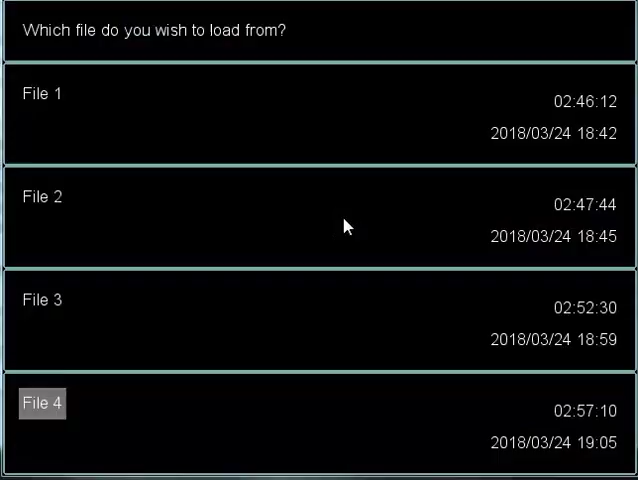 Which file do you wish to load from?
File 1
02:46:12
2018/03/24 18:42
File 2
02:47:44
2018/03/24 18:45
File 3
02:52:30
2018/03/24 18:59
File 4
02:57:10
2018/03/24 19:05